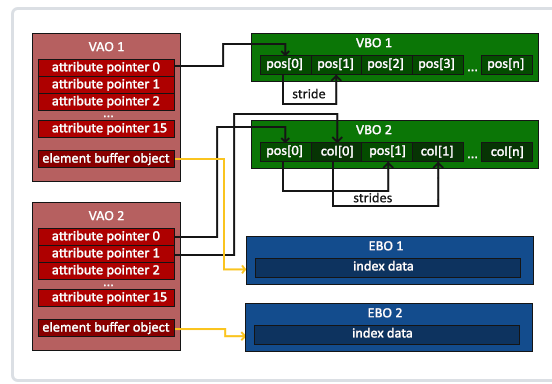 VAO 1
attribute pointer 0
attribute pointer 1
attribute pointer 2
...
attribute pointer 15
element buffer object
VAO 2
attribute pointer 0
attribute pointer 1
attribute pointer 2
...
attribute pointer 15
element buffer object
VBO 1
pos[0] pos[1] pos[2] pos[3] ... pos[n]
stride
VBO 2
pos[0] col[0] pos[1] col[1] ... col[n]
strides
EBO 1
index data
EBO 2
index data